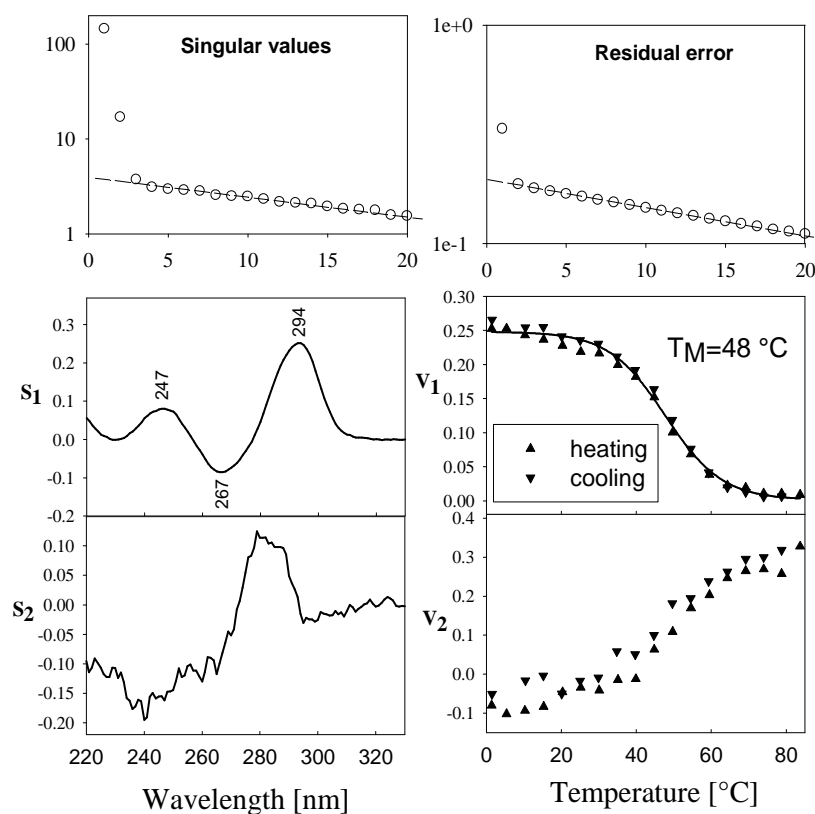 Singular values
100
10
1
0 5 10 15 20
Residual error
1e+0
1e-1
0 5 10 15 20
S1
0.3
0.2
0.1
0.0
-0.1
-0.2
247
267
294
V1
0.30
0.25
0.20
0.15
0.10
0.05
0.00
TM=48 °C
heating
cooling
S2
0.10
0.05
0.00
-0.05
-0.10
-0.15
-0.20
220 240 260 280 300 320
Wavelength [nm]
V2
0.4
0.3
0.2
0.1
0.0
-0.1
0 20 40 60 80
Temperature [°C]